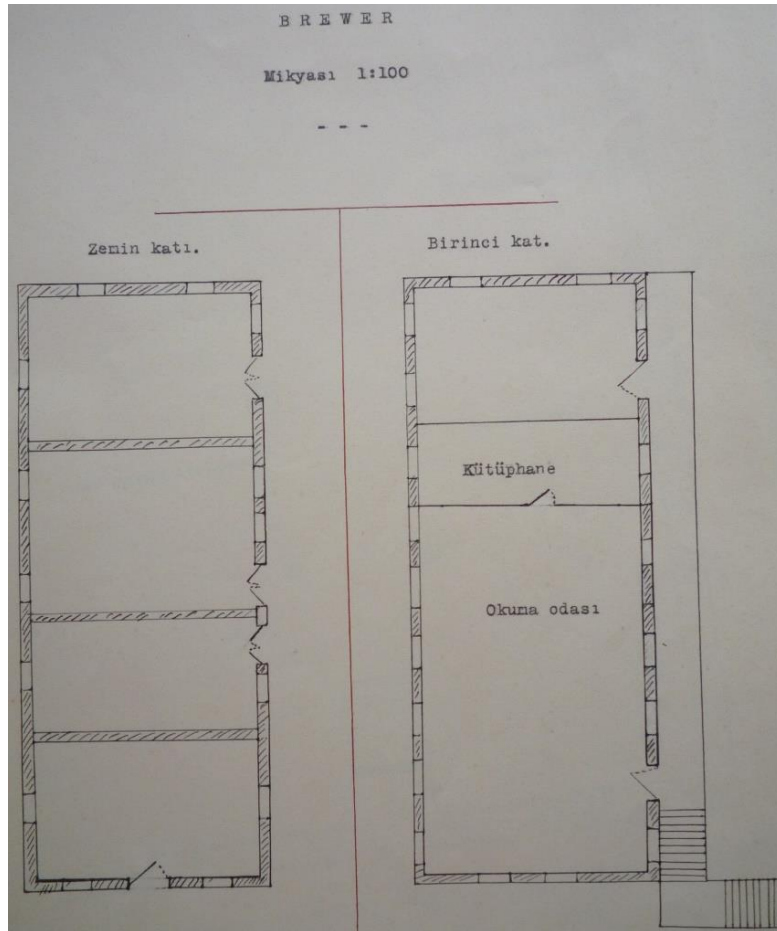 B R E W E R
Mikyası 1:100
- - -
Zemin katı.
Birinci kat.
Kütüphane
Okuma odası